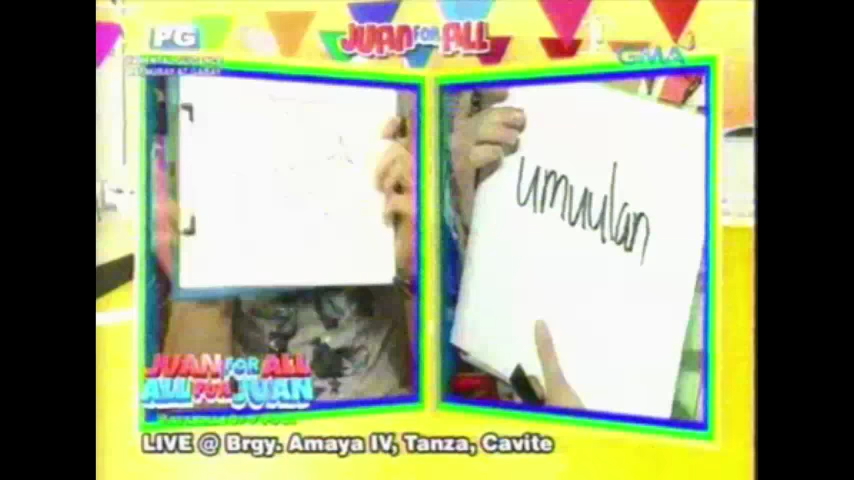 PG
JUAN FOR ALL
GMA
umuulan
JUAN FOR ALL
ALL FOR JUAN
LIVE @ Brgy. Amaya IV, Tanza, Cavite